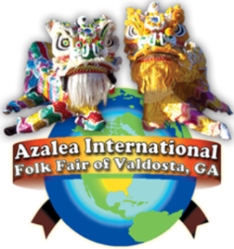 Azalea International
Folk Fair of Valdosta, GA